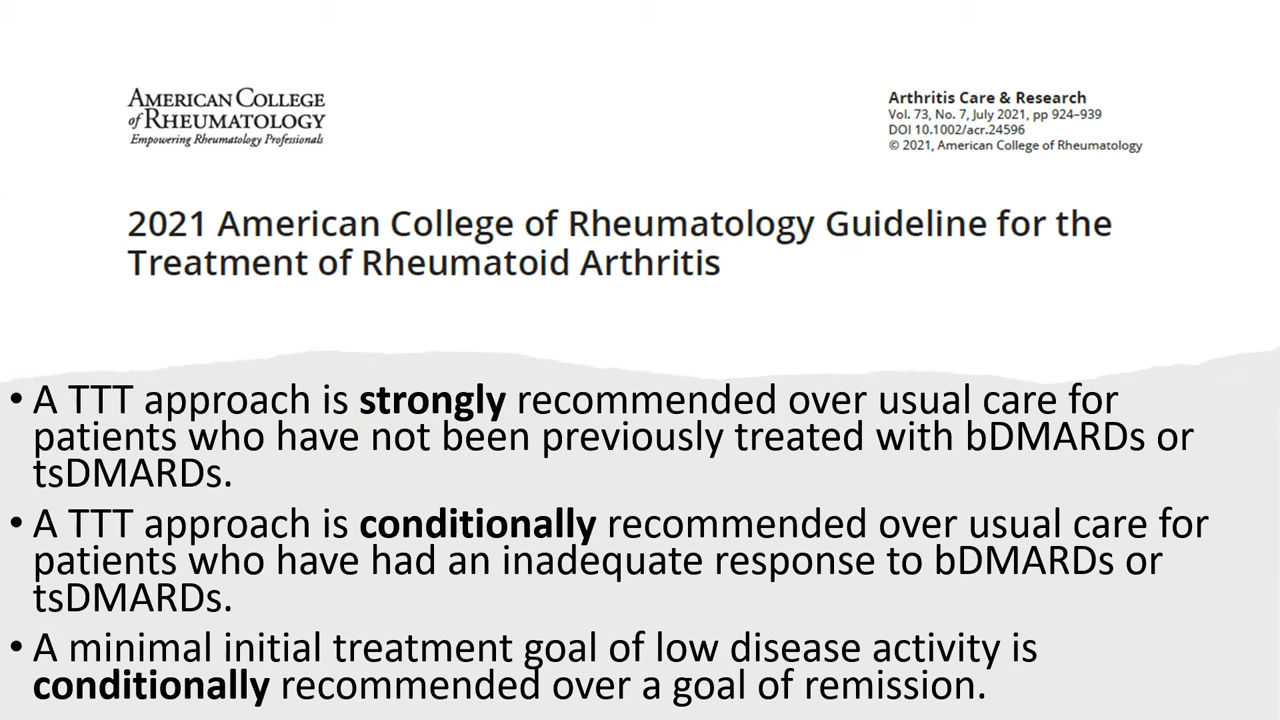 AMERICAN COLLEGE
of RHEUMATOLOGY
Empowering Rheumatology Professionals
Arthritis Care & Research
Vol. 73, No. 7, July 2021, pp 924–939
DOI 10.1002/acr.24596
© 2021, American College of Rheumatology
2021 American College of Rheumatology Guideline for the
Treatment of Rheumatoid Arthritis
• A TTT approach is strongly recommended over usual care for
patients who have not been previously treated with bDMARDs or
tsDMARDs.
• A TTT approach is conditionally recommended over usual care for
patients who have had an inadequate response to bDMARDs or
tsDMARDs.
• A minimal initial treatment goal of low disease activity is
conditionally recommended over a goal of remission.